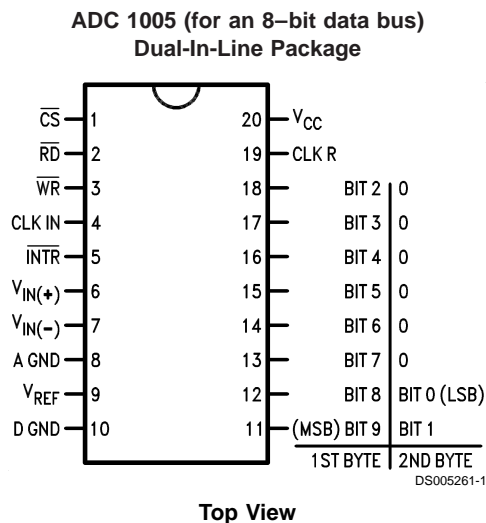 ADC 1005 (for an 8–bit data bus)
Dual-In-Line Package
C̅S̅ 1 20 VCC
R̅D̅ 2 19 CLK R
W̅R̅ 3 18 BIT 2 0
CLK IN 4 17 BIT 3 0
I̅N̅T̅R̅ 5 16 BIT 4 0
VIN(+) 6 15 BIT 5 0
VIN(–) 7 14 BIT 6 0
A GND 8 13 BIT 7 0
VREF 9 12 BIT 8 BIT 0 (LSB)
D GND 10 11 (MSB) BIT 9 BIT 1
1ST BYTE 2ND BYTE
DS005261-1
Top View